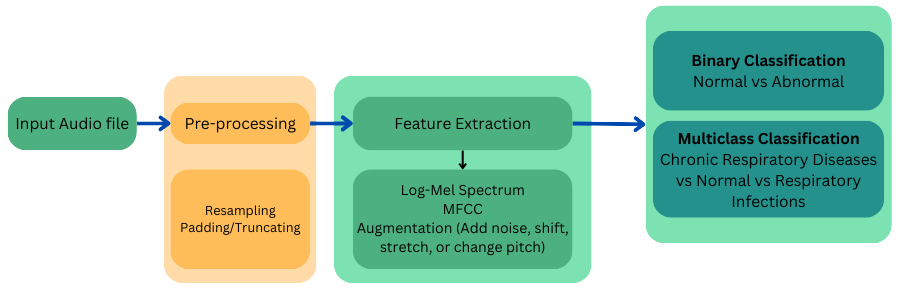 Input Audio file
Pre-processing
Resampling
Padding/Truncating
Feature Extraction
Log-Mel Spectrum
MFCC
Augmentation (Add noise, shift,
stretch, or change pitch)
Binary Classification
Normal vs Abnormal
Multiclass Classification
Chronic Respiratory Diseases
vs Normal vs Respiratory
Infections